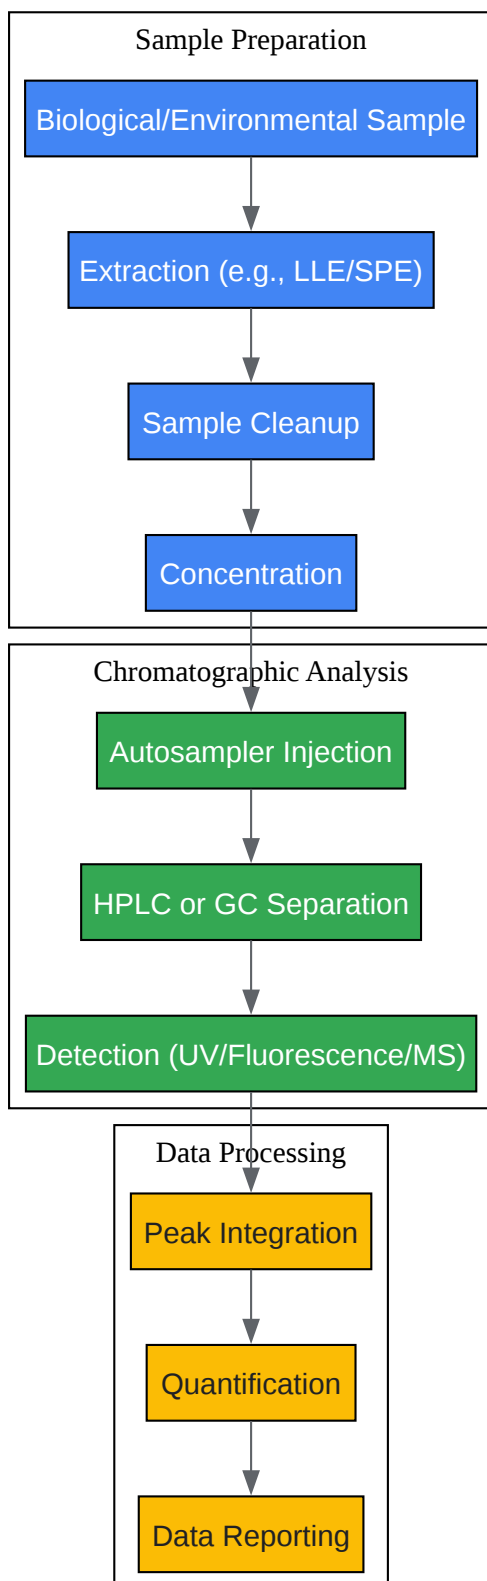 Sample Preparation
Biological/Environmental Sample
Extraction (e.g., LLE/SPE)
Sample Cleanup
Concentration
Chromatographic Analysis
Autosampler Injection
HPLC or GC Separation
Detection (UV/Fluorescence/MS)
Data Processing
Peak Integration
Quantification
Data Reporting